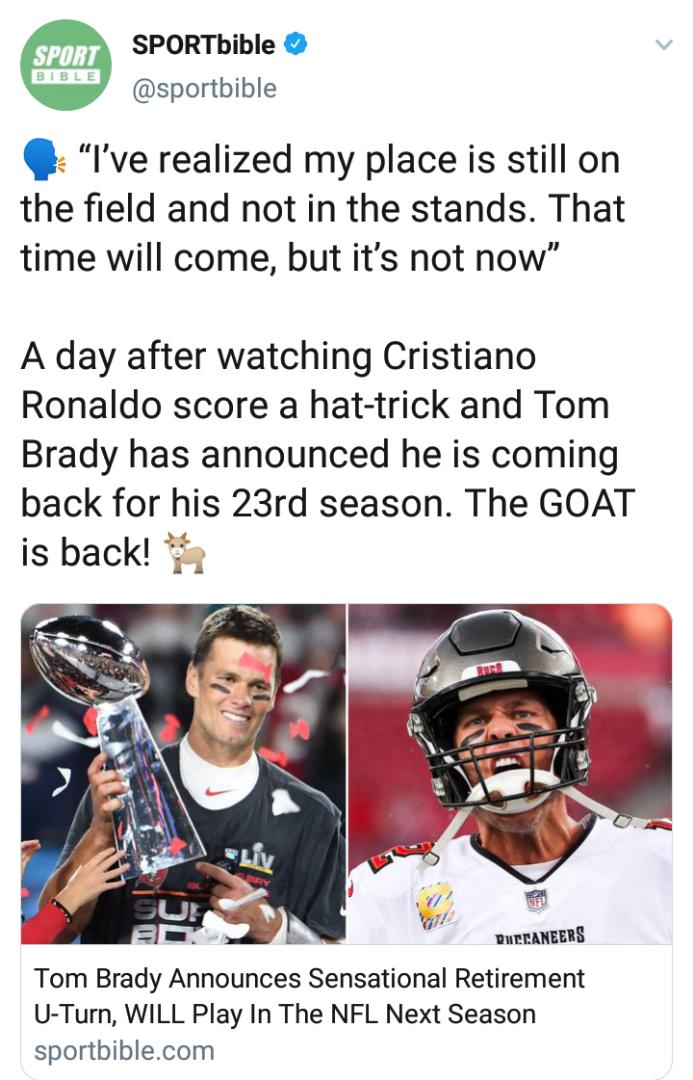 SPORT
BIBLE
SPORTbible
@sportbible
“I’ve realized my place is still on
the field and not in the stands. That
time will come, but it’s not now”
A day after watching Cristiano
Ronaldo score a hat-trick and Tom
Brady has announced he is coming
back for his 23rd season. The GOAT
is back!
LIV
BUCS
NFL
BUCCANEERS
Tom Brady Announces Sensational Retirement
U-Turn, WILL Play In The NFL Next Season
sportbible.com